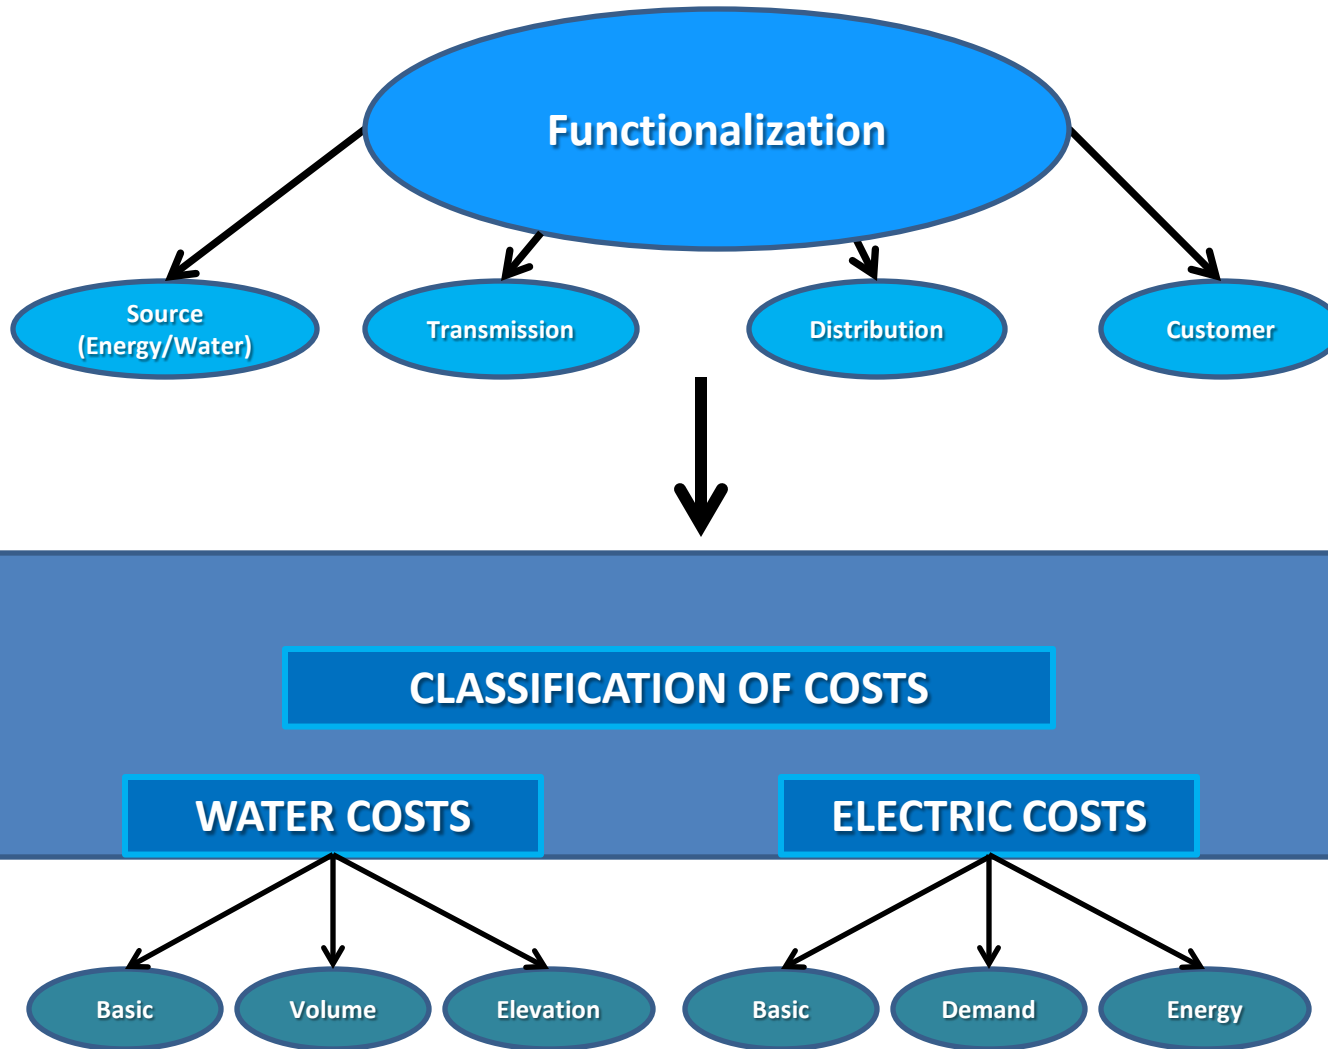 Functionalization
Source
(Energy/Water)
Transmission
Distribution
Customer
CLASSIFICATION OF COSTS
WATER COSTS
ELECTRIC COSTS
Basic
Volume
Elevation
Basic
Demand
Energy